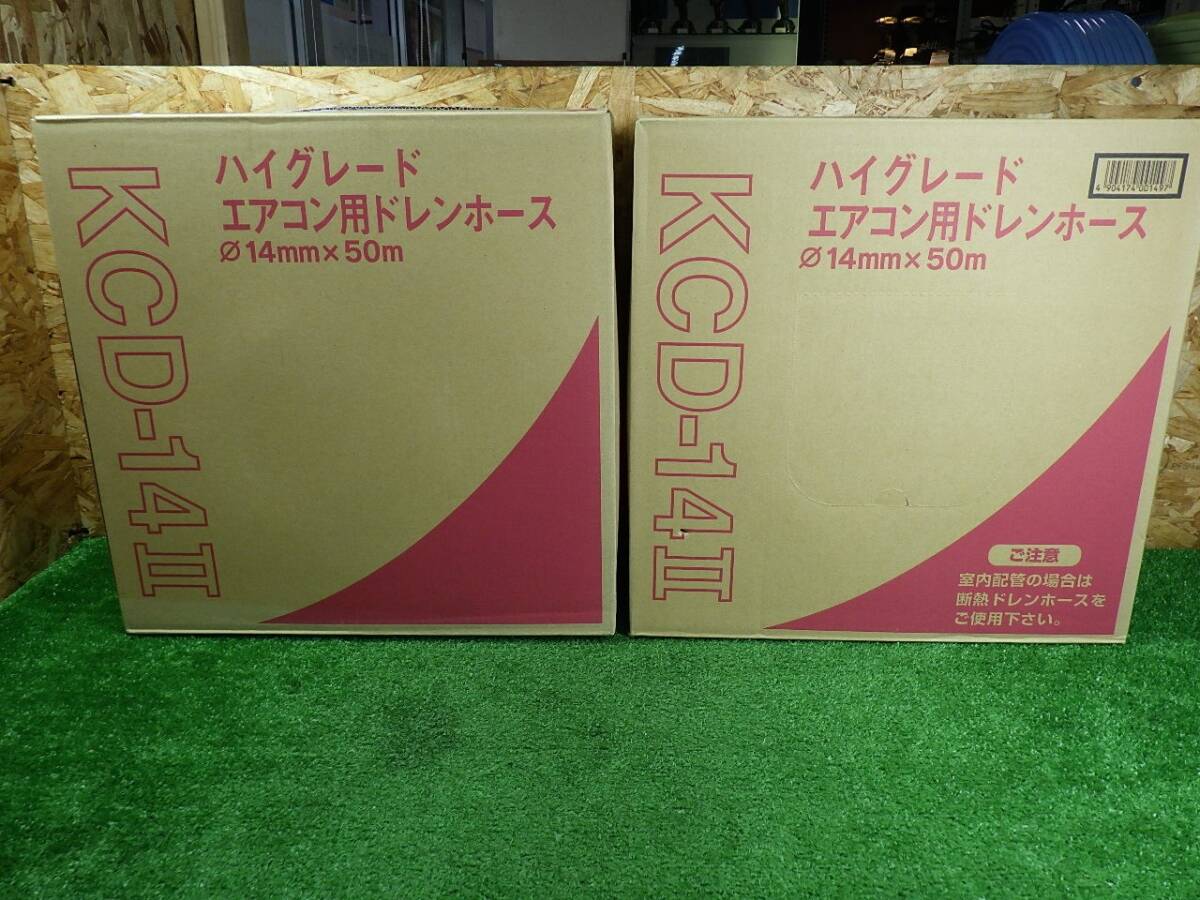 KCD-14II
ハイグレード
エアコン用ドレンホース
Ø14mm×50m
KCD-14II
ハイグレード
エアコン用ドレンホース
Ø14mm×50m
4 904174 001497
ご注意
室内配管の場合は
断熱ドレンホースを
ご使用下さい。